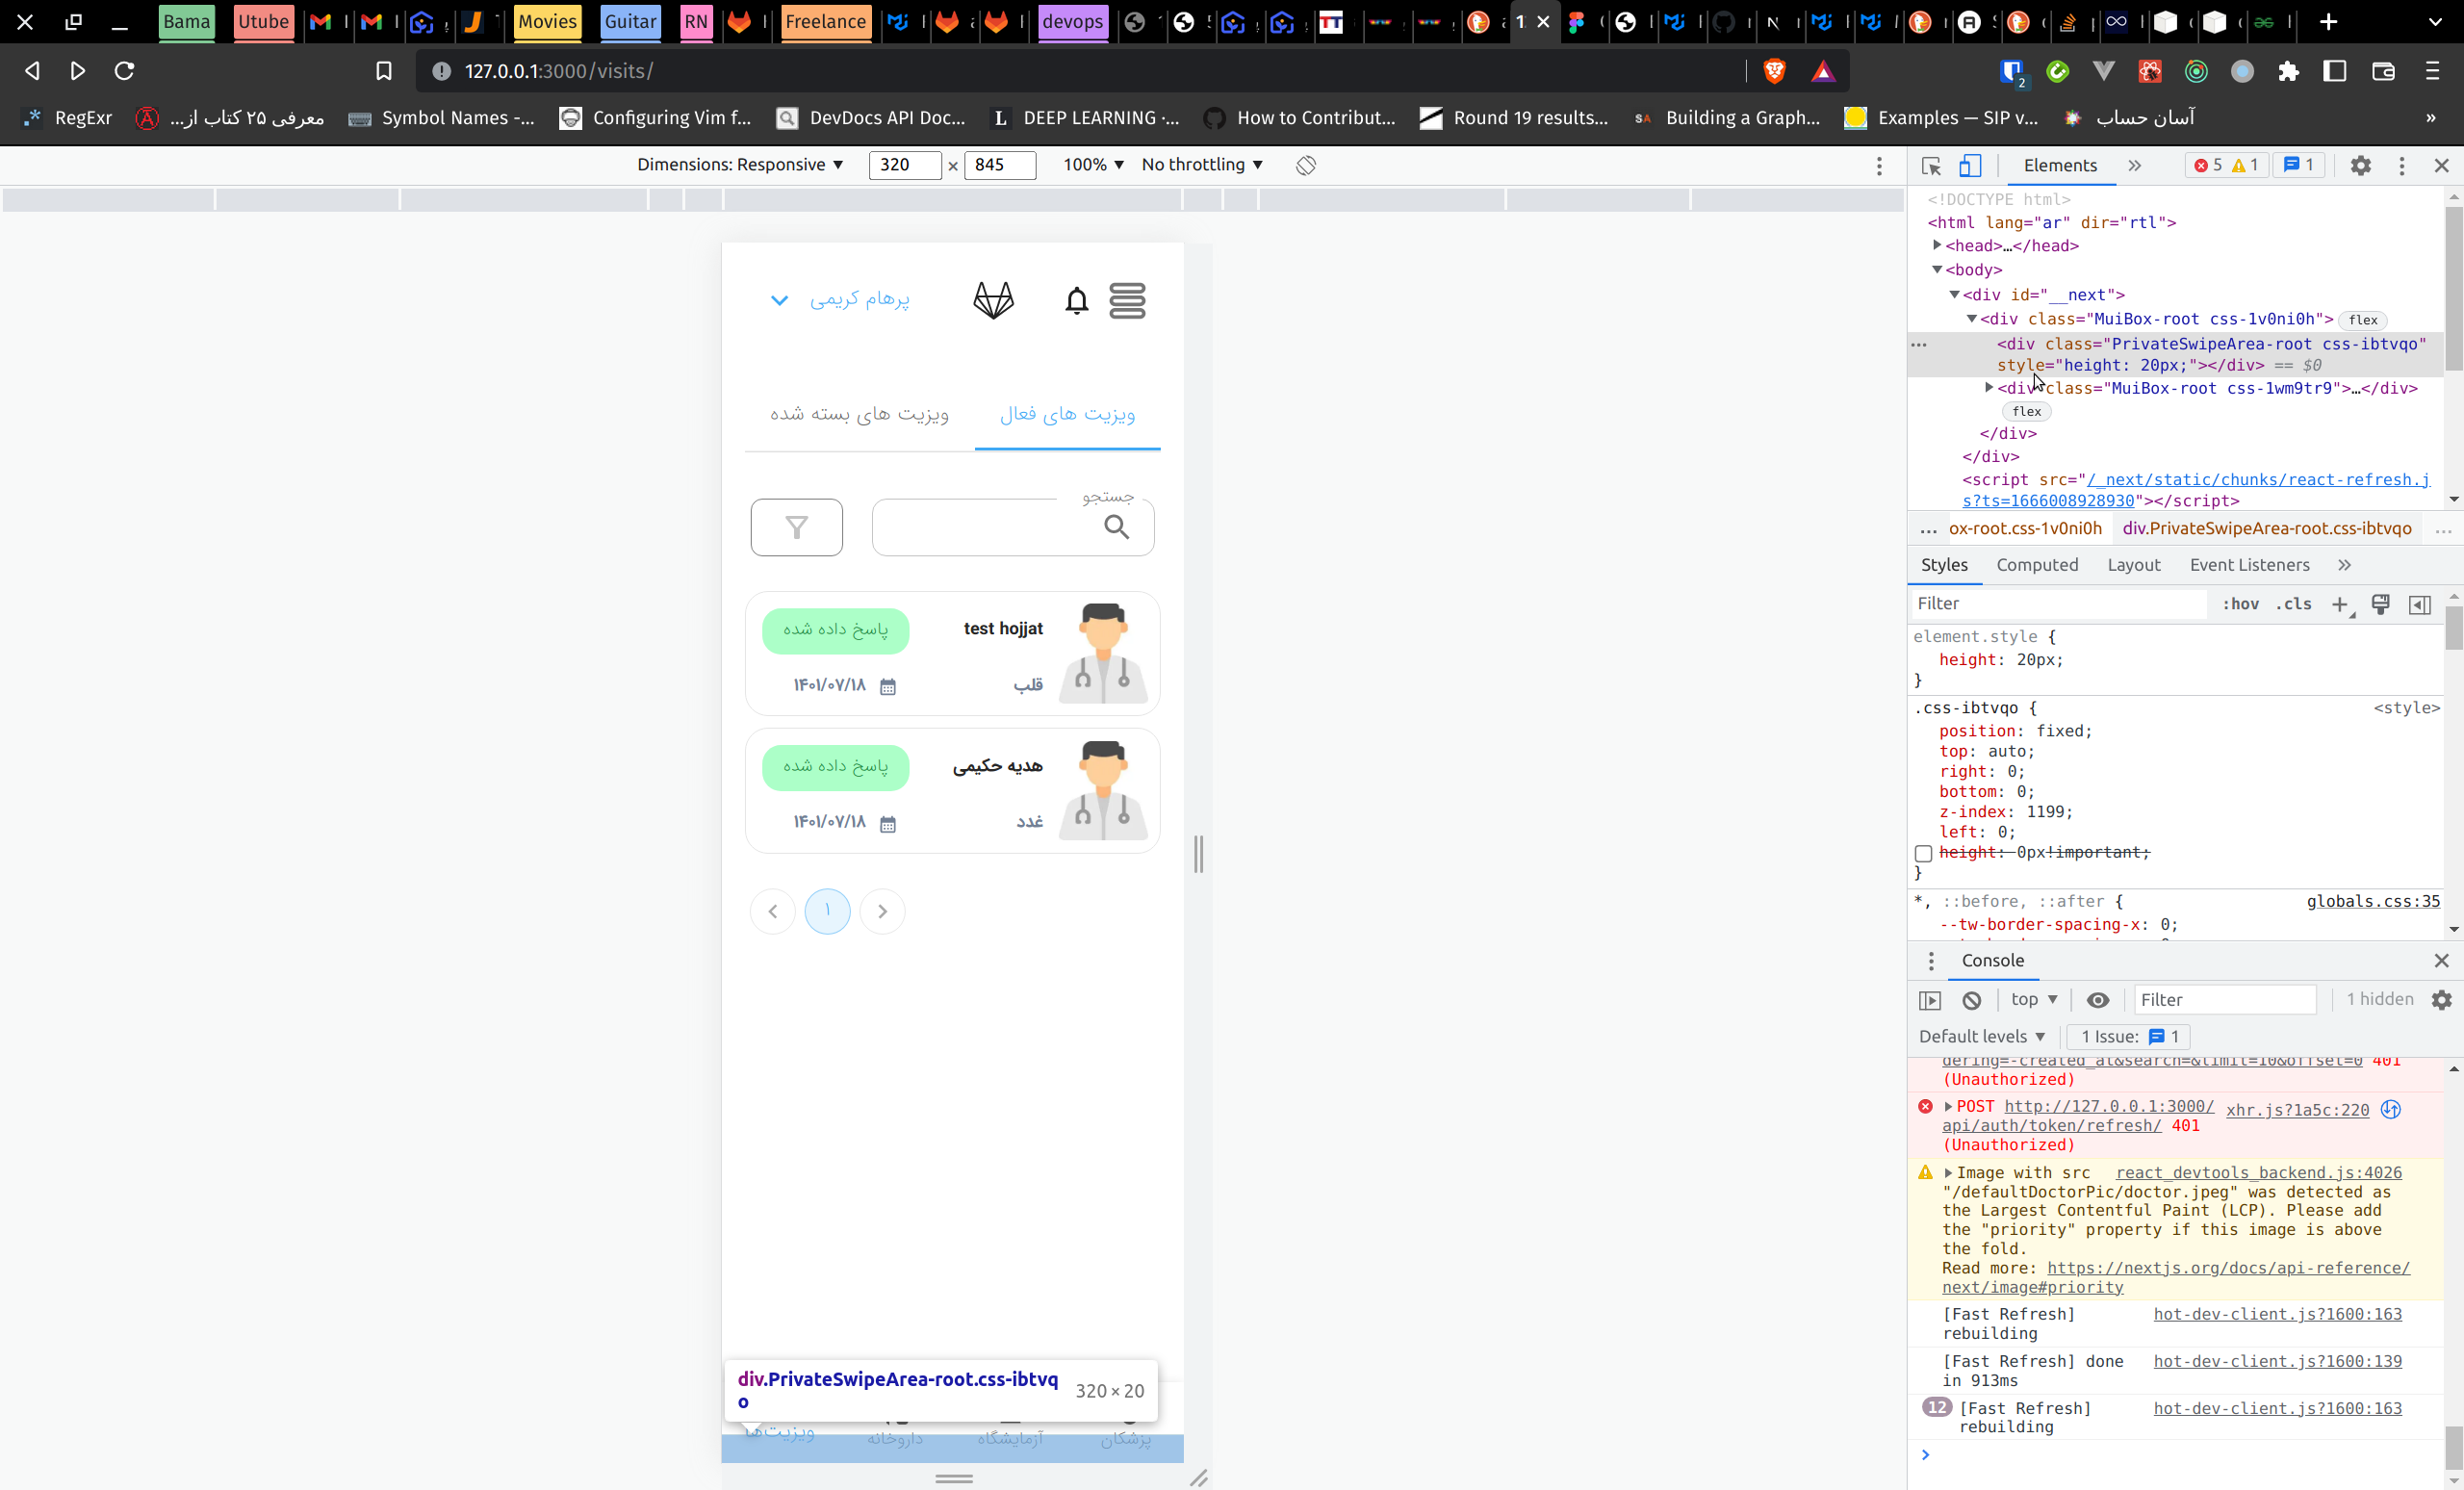 Bama
Utube
Movies
Guitar
RN
Freelance
devops
127.0.0.1:3000/visits/
2
RegExr
معرفی ۲۵ کتاب از...
Symbol Names -...
Configuring Vim f...
DevDocs API Doc...
DEEP LEARNING ·...
How to Contribut...
Round 19 results...
Building a Graph...
Examples — SIP v...
آسان حساب
»
Dimensions: Responsive
320 × 845
100%
No throttling
Elements
»
5
1
1
پرهام کریمی
ویزیت های فعال
ویزیت های بسته شده
جستجو
test hojjat
پاسخ داده شده
قلب
۱۴۰۱/۰۷/۱۸
هدیه حکیمی
پاسخ داده شده
غدد
۱۴۰۱/۰۷/۱۸
۱
div.PrivateSwipeArea-root.css-ibtvq
o
320 × 20
پزشکان
آزمایشگاه
داروخانه
ویزیت‌ها
<!DOCTYPE html>
<html lang="ar" dir="rtl">
<head>…</head>
<body>
<div id="__next">
<div class="MuiBox-root css-1v0ni0h"> flex
<div class="PrivateSwipeArea-root css-ibtvqo"
style="height: 20px;"></div> == $0
<div class="MuiBox-root css-1wm9tr9">…</div>
flex
</div>
</div>
<script src="/_next/static/chunks/react-refresh.j
s?ts=1666008928930"></script>
… ox-root.css-1v0ni0h div.PrivateSwipeArea-root.css-ibtvqo …
Styles Computed Layout Event Listeners »
Filter :hov .cls
element.style {
height: 20px;
}
.css-ibtvqo { <style>
position: fixed;
top: auto;
right: 0;
bottom: 0;
z-index: 1199;
left: 0;
height: 0px!important;
}
*, ::before, ::after { globals.css:35
--tw-border-spacing-x: 0;
Console
top Filter 1 hidden
Default levels 1 Issue: 1
dering=-created_at&search=&limit=10&offset=0 401
(Unauthorized)
POST http://127.0.0.1:3000/ xhr.js?1a5c:220
api/auth/token/refresh/ 401
(Unauthorized)
Image with src react_devtools_backend.js:4026
"/defaultDoctorPic/doctor.jpeg" was detected as
the Largest Contentful Paint (LCP). Please add
the "priority" property if this image is above
the fold.
Read more: https://nextjs.org/docs/api-reference/
next/image#priority
[Fast Refresh] hot-dev-client.js?1600:163
rebuilding
[Fast Refresh] done hot-dev-client.js?1600:139
in 913ms
12 [Fast Refresh] hot-dev-client.js?1600:163
rebuilding